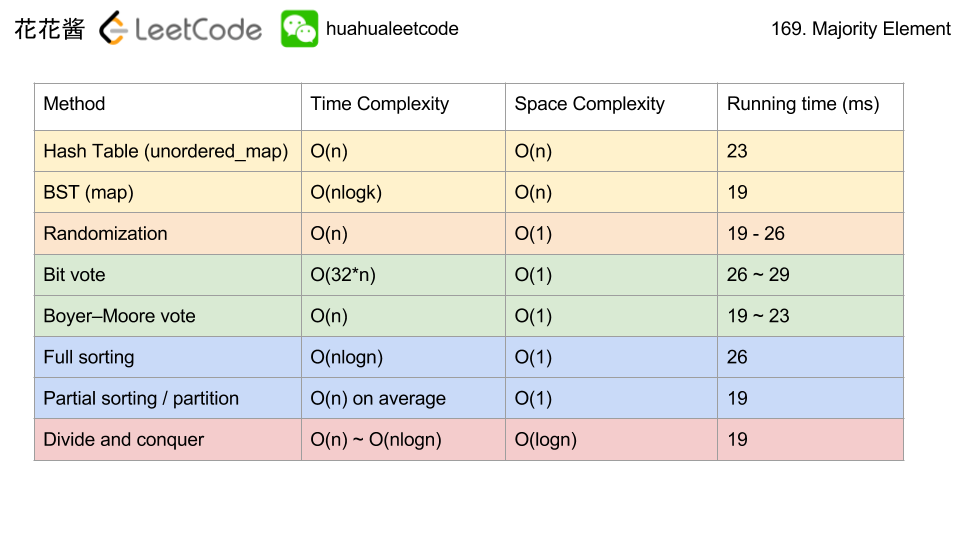 花花酱 LeetCode huahualeetcode 169. Majority Element
Method Time Complexity Space Complexity Running time (ms)
Hash Table (unordered_map) O(n) O(n) 23
BST (map) O(nlogk) O(n) 19
Randomization O(n) O(1) 19 - 26
Bit vote O(32*n) O(1) 26 ~ 29
Boyer–Moore vote O(n) O(1) 19 ~ 23
Full sorting O(nlogn) O(1) 26
Partial sorting / partition O(n) on average O(1) 19
Divide and conquer O(n) ~ O(nlogn) O(logn) 19